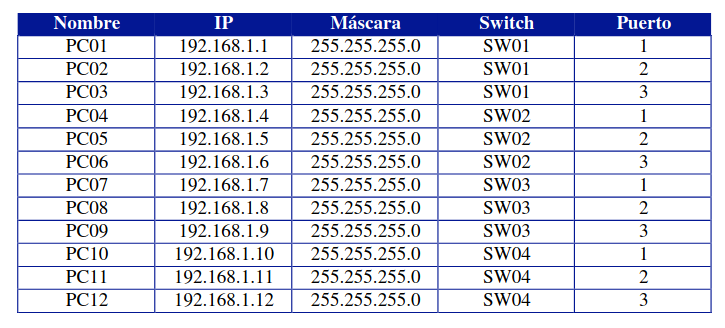 Nombre IP Máscara Switch Puerto
PC01 192.168.1.1 255.255.255.0 SW01 1
PC02 192.168.1.2 255.255.255.0 SW01 2
PC03 192.168.1.3 255.255.255.0 SW01 3
PC04 192.168.1.4 255.255.255.0 SW02 1
PC05 192.168.1.5 255.255.255.0 SW02 2
PC06 192.168.1.6 255.255.255.0 SW02 3
PC07 192.168.1.7 255.255.255.0 SW03 1
PC08 192.168.1.8 255.255.255.0 SW03 2
PC09 192.168.1.9 255.255.255.0 SW03 3
PC10 192.168.1.10 255.255.255.0 SW04 1
PC11 192.168.1.11 255.255.255.0 SW04 2
PC12 192.168.1.12 255.255.255.0 SW04 3